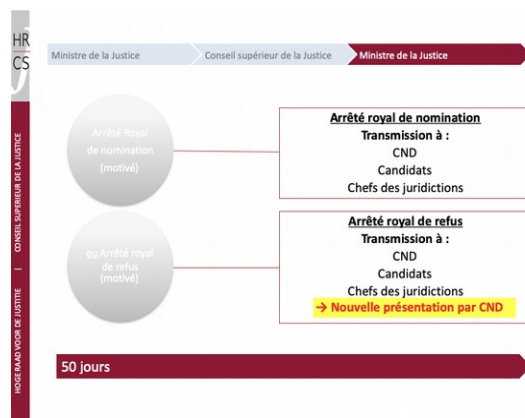 HR
CS
Ministre de la Justice
Conseil supérieur de la Justice
Ministre de la Justice
Arrêté Royal
de nomination
(motivé)
Arrêté royal de nomination
Transmission à :
CND
Candidats
Chefs des juridictions
ou Arrêté royal
de refus
(motivé)
Arrêté royal de refus
Transmission à :
CND
Candidats
Chefs des juridictions
→ Nouvelle présentation par CND
50 jours
HOGE RAAD VOOR DE JUSTITIE | CONSEIL SUPERIEUR DE LA JUSTICE